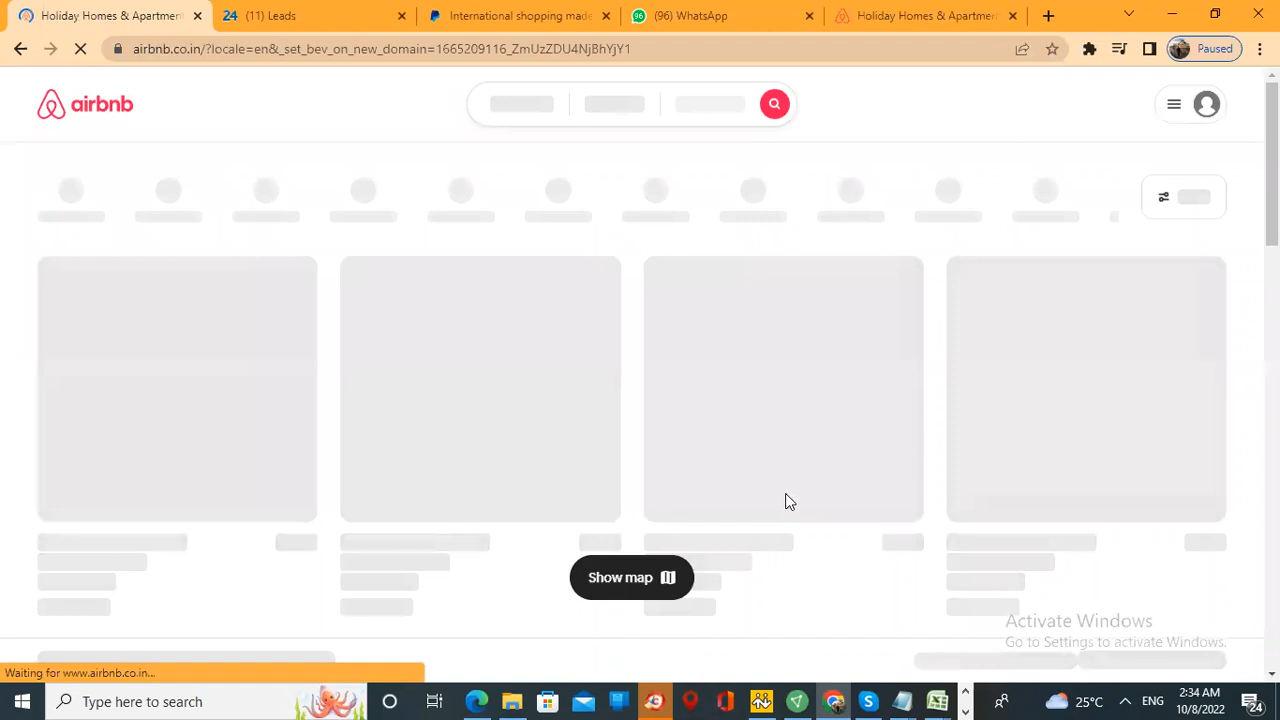 Holiday Homes & Apartmen
24 (11) Leads
International shopping made
96 (96) WhatsApp
Holiday Homes & Apartmen
airbnb.co.in/?locale=en&_set_bev_on_new_domain=1665209116_ZmUzZDU4NjBhYjY1
Paused
airbnb
Show map
Activate Windows
Go to Settings to activate Windows.
Waiting for www.airbnb.co.in...
Type here to search
25°C
ENG
2:34 AM
10/8/2022
24